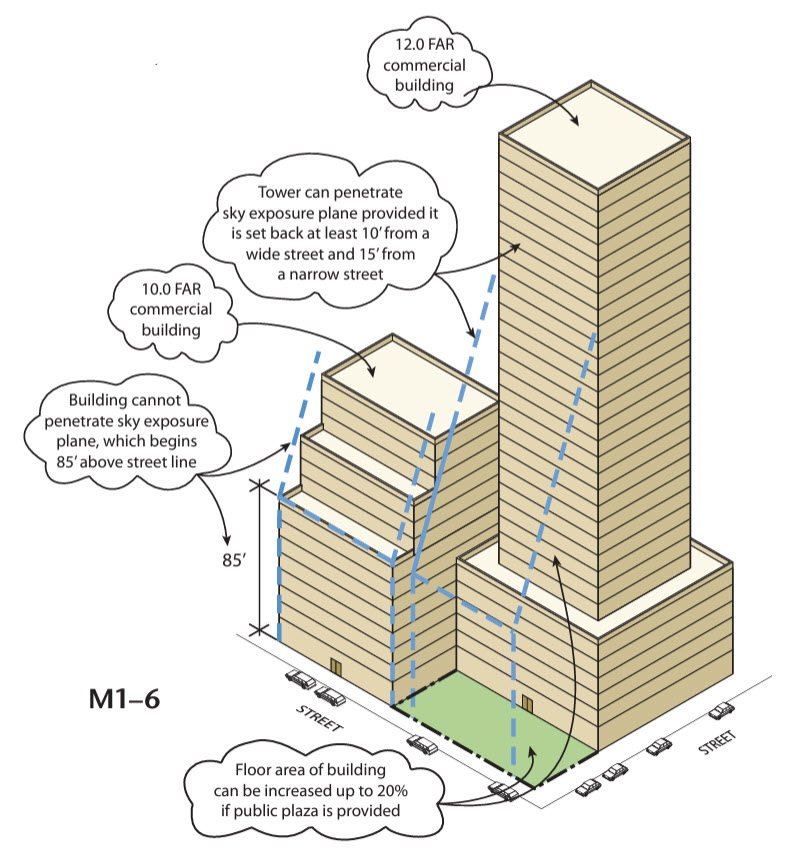 12.0 FAR
commercial
building
Tower can penetrate
sky exposure plane provided it
is set back at least 10' from a
wide street and 15' from
a narrow street
10.0 FAR
commercial
building
Building cannot
penetrate sky exposure
plane, which begins
85' above street line
85'
M1–6
STREET
STREET
Floor area of building
can be increased up to 20%
if public plaza is provided